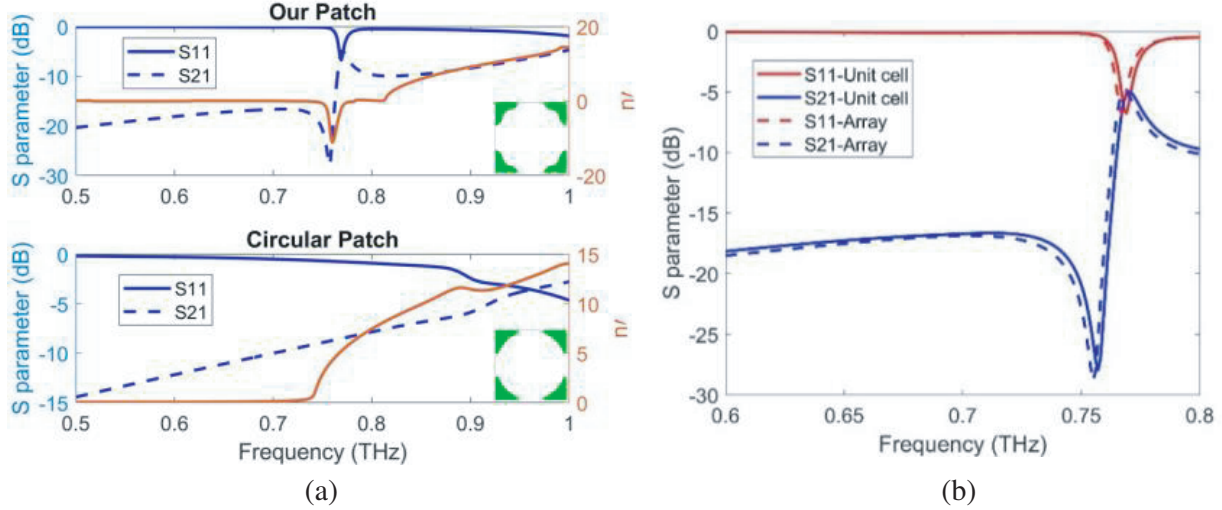 Our Patch
S parameter (dB)
0
-10
-20
-30
S11
S21
20
0
-20
n'
0.5 0.6 0.7 0.8 0.9 1
Circular Patch
S parameter (dB)
0
-5
-10
-15
S11
S21
15
10
5
0
n'
0.5 0.6 0.7 0.8 0.9 1
Frequency (THz)
(a)
S parameter (dB)
0
-5
-10
-15
-20
-25
-30
S11-Unit cell
S21-Unit cell
S11-Array
S21-Array
0.6 0.65 0.7 0.75 0.8
Frequency (THz)
(b)